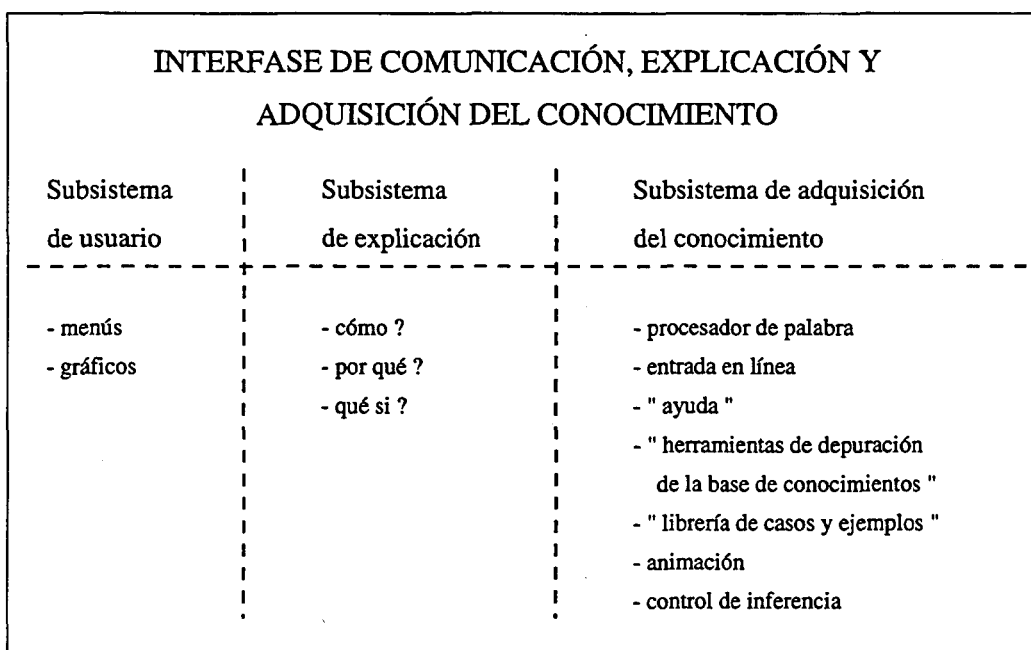 INTERFASE DE COMUNICACIÓN, EXPLICACIÓN Y
ADQUISICIÓN DEL CONOCIMIENTO
Subsistema
de usuario
- menús
- gráficos
Subsistema
de explicación
- cómo ?
- por qué ?
- qué si ?
Subsistema de adquisición
del conocimiento
- procesador de palabra
- entrada en línea
- " ayuda "
- " herramientas de depuración
de la base de conocimientos "
- " librería de casos y ejemplos "
- animación
- control de inferencia